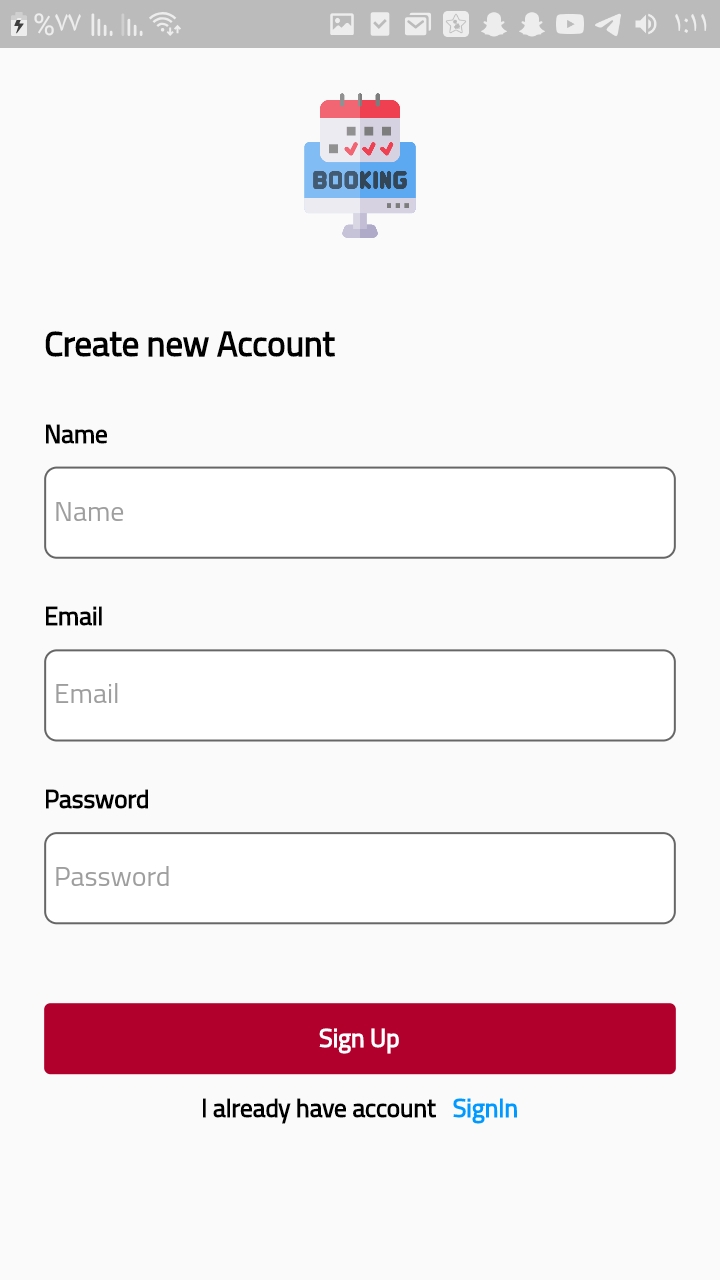 %٧٧ ١:١١
BOOKING
Create new Account
Name
Name
Email
Email
Password
Password
Sign Up
I already have account SignIn